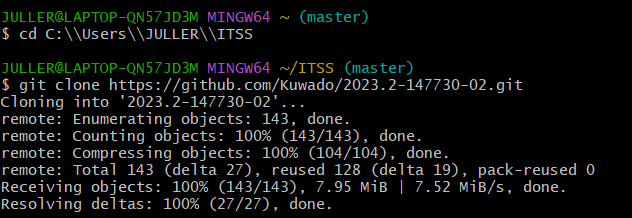 JULLER@LAPTOP-QN57JD3M MINGW64 ~ (master)
$ cd C:\\Users\\JULLER\\ITSS
JULLER@LAPTOP-QN57JD3M MINGW64 ~/ITSS (master)
$ git clone https://github.com/Kuwado/2023.2-147730-02.git
Cloning into '2023.2-147730-02'...
remote: Enumerating objects: 143, done.
remote: Counting objects: 100% (143/143), done.
remote: Compressing objects: 100% (104/104), done.
remote: Total 143 (delta 27), reused 128 (delta 19), pack-reused 0
Receiving objects: 100% (143/143), 7.95 MiB | 7.52 MiB/s, done.
Resolving deltas: 100% (27/27), done.